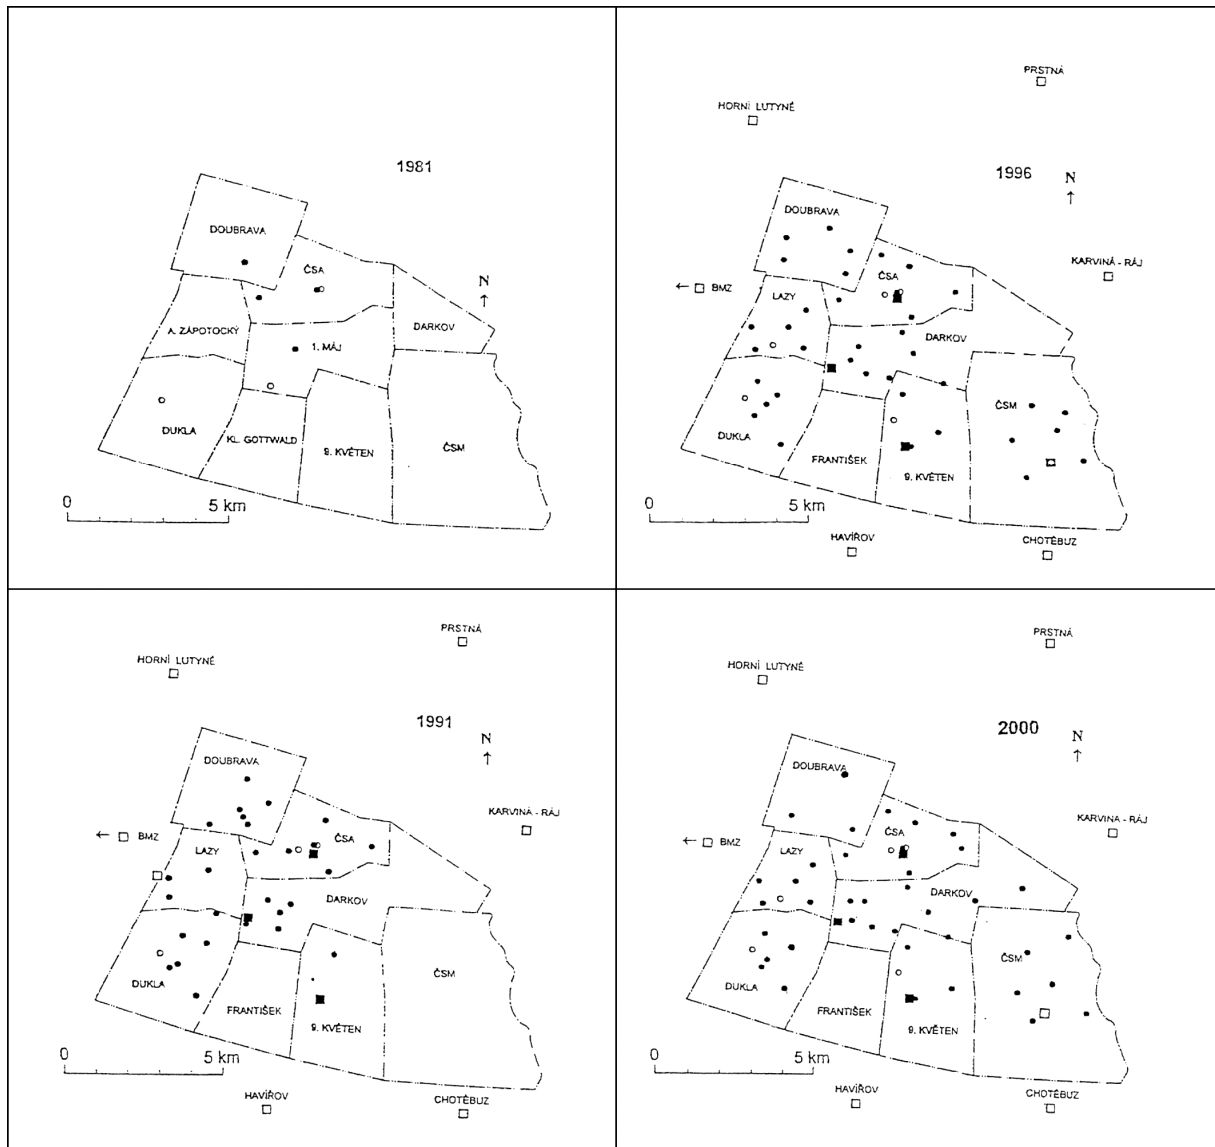 1981
DOUBRAVA
ČSA
N
A. ZÁPOTOCKÝ
1. MÁJ
DARKOV
DUKLA
KL. GOTTWALD
9. KVĚTEN
ČSM
0
5 km
PRSTNÁ
HORNÍ LUTYNĚ
1996
N
DOUBRAVA
KARVINÁ - RÁJ
ČSA
BMZ
LAZY
DARKOV
ČSM
DUKLA
FRANTIŠEK
9. KVĚTEN
0
5 km
HAVÍŘOV
CHOTĚBUZ
PRSTNÁ
HORNÍ LUTYNĚ
1991
N
DOUBRAVA
KARVINÁ - RÁJ
BMZ
ČSA
LAZY
DARKOV
ČSM
DUKLA
FRANTIŠEK
9. KVĚTEN
0
5 km
HAVÍŘOV
CHOTĚBUZ
PRSTNÁ
HORNÍ LUTYNĚ
2000
N
DOUBRAVA
KARVINÁ - RÁJ
ČSA
BMZ
LAZY
DARKOV
ČSM
DUKLA
FRANTIŠEK
9. KVĚTEN
0
5 km
HAVÍŘOV
CHOTĚBUZ